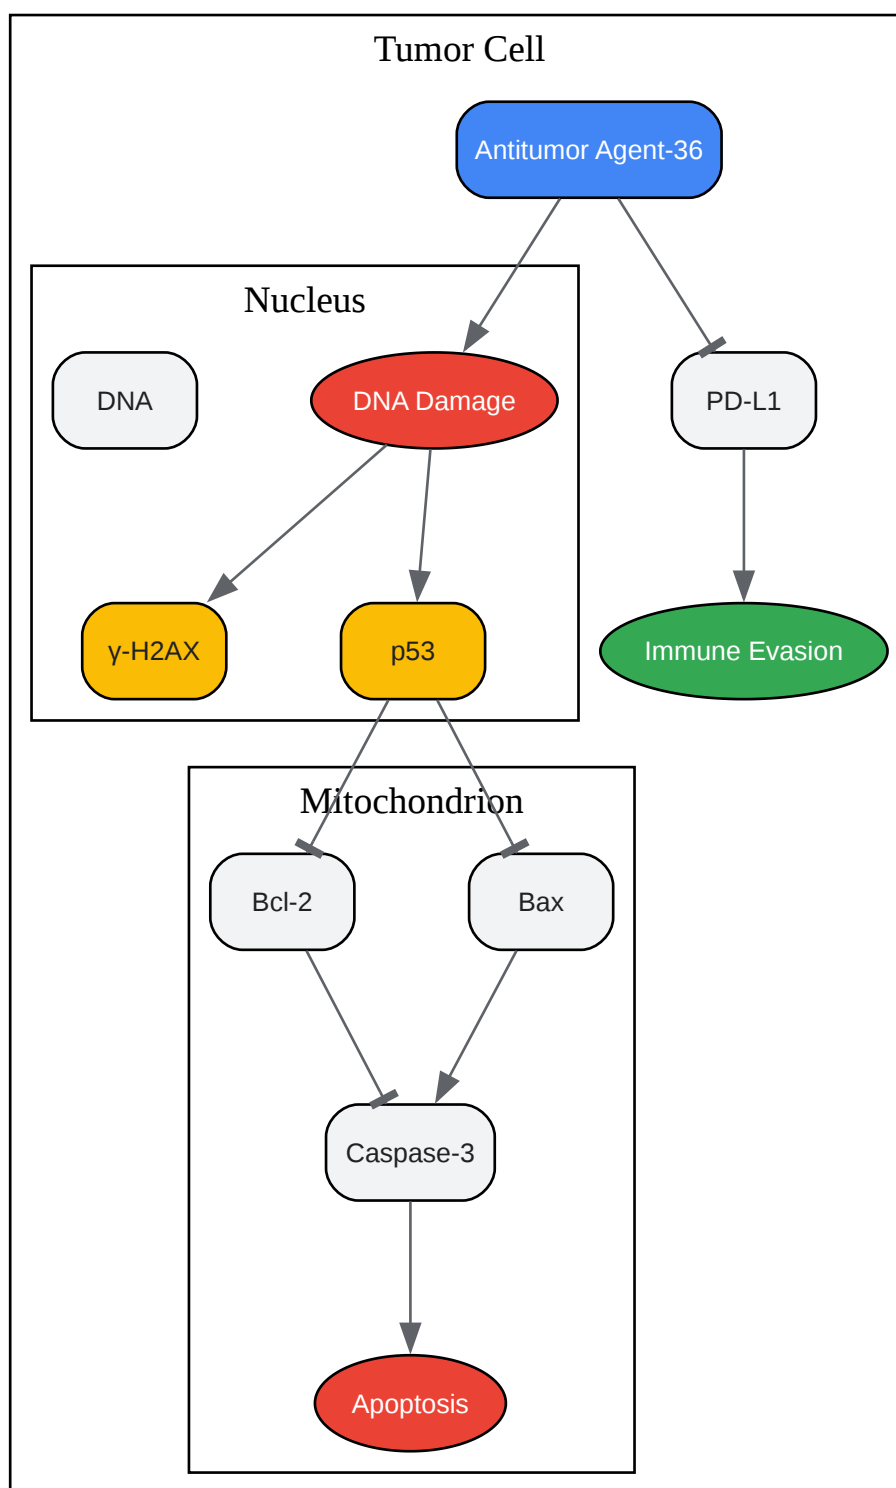 Tumor Cell
Antitumor Agent-36
Nucleus
DNA
DNA Damage
PD-L1
γ-H2AX
p53
Immune Evasion
Mitochondrion
Bcl-2
Bax
Caspase-3
Apoptosis